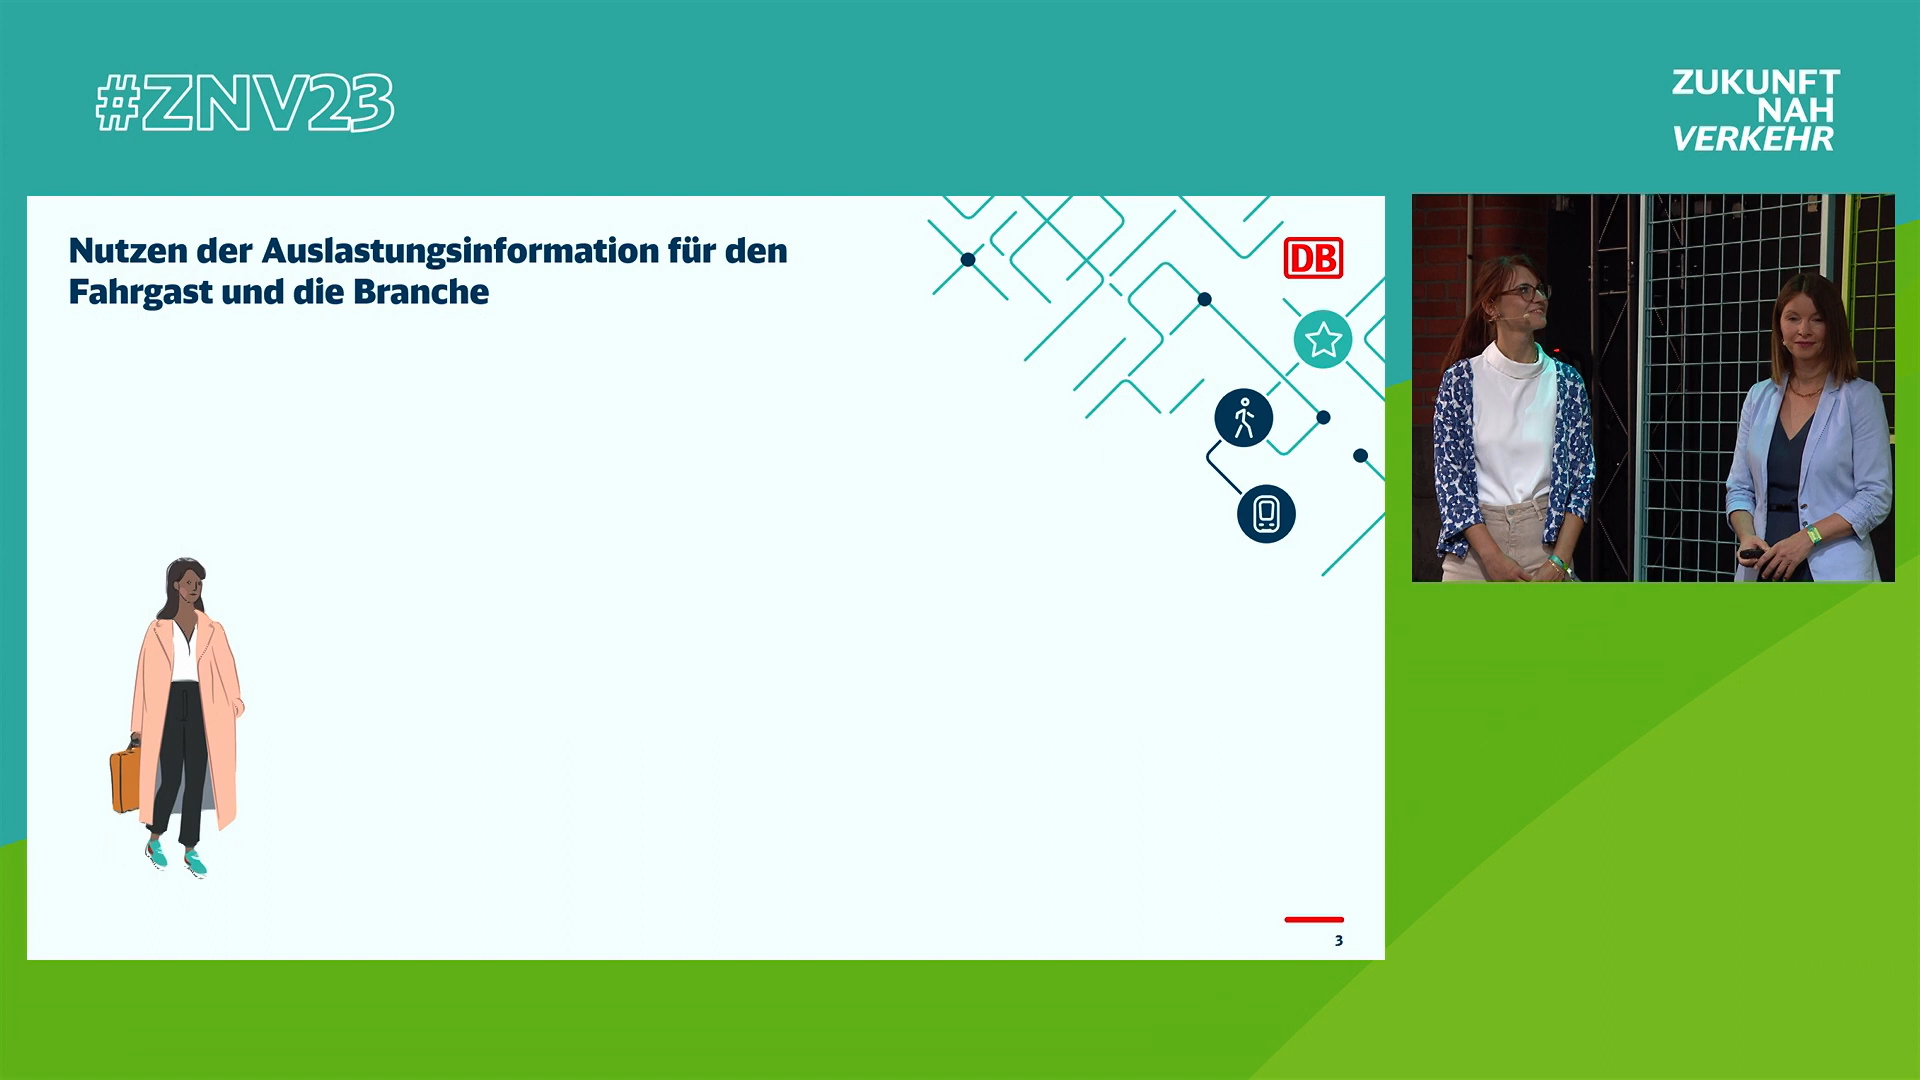 #ZNV23
ZUKUNFT
NAH
VERKEHR
Nutzen der Auslastungsinformation für den
Fahrgast und die Branche
DB
3